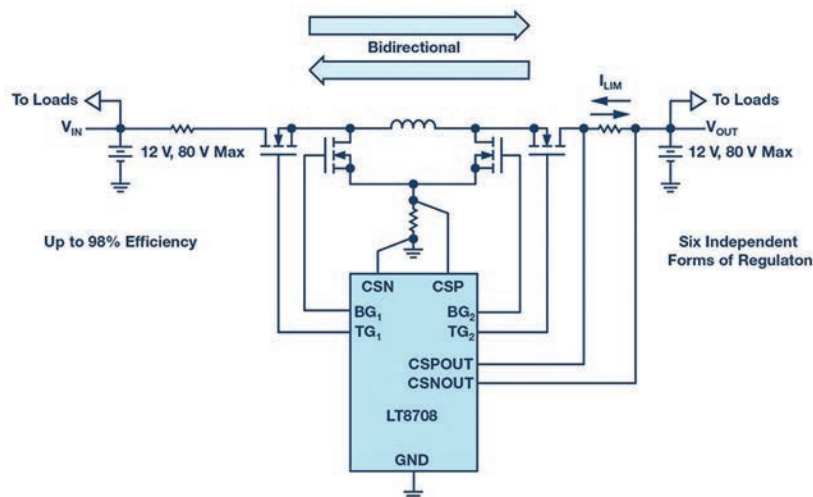 Bidirectional
I_LIM
To Loads
To Loads
V_IN
V_OUT
12 V, 80 V Max
12 V, 80 V Max
Up to 98% Efficiency
Six Independent
Forms of Regulaton
CSN
CSP
BG₁
BG₂
TG₁
TG₂
CSPOUT
CSNOUT
LT8708
GND